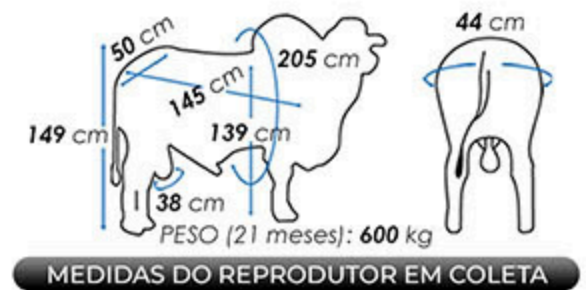 50 cm
44 cm
205 cm
145 cm
149 cm
139 cm
38 cm
PESO (21 meses): 600 kg
MEDIDAS DO REPRODUTOR EM COLETA